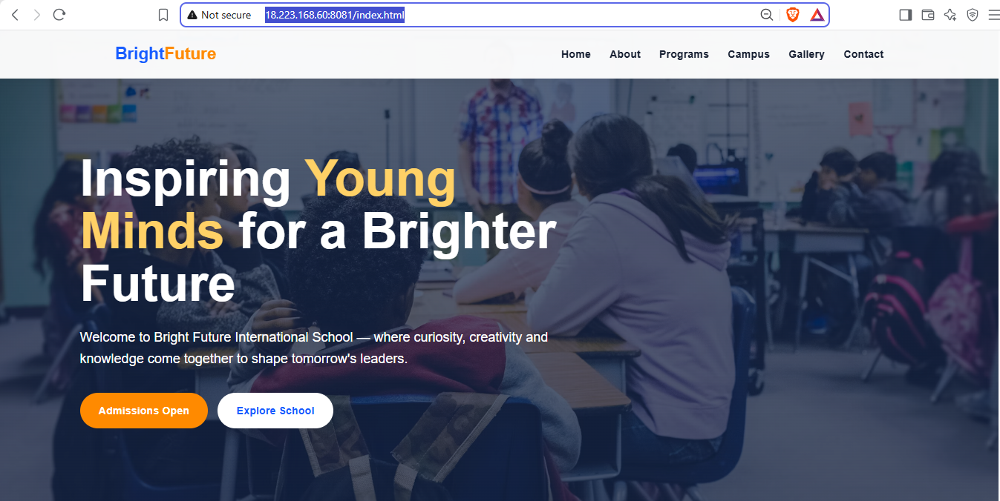 Not secure 18.223.168.60:8081/index.html
BrightFuture
Home About Programs Campus Gallery Contact
Inspiring Young
Minds for a Brighter
Future
Welcome to Bright Future International School — where curiosity, creativity and
knowledge come together to shape tomorrow's leaders.
Admissions Open Explore School